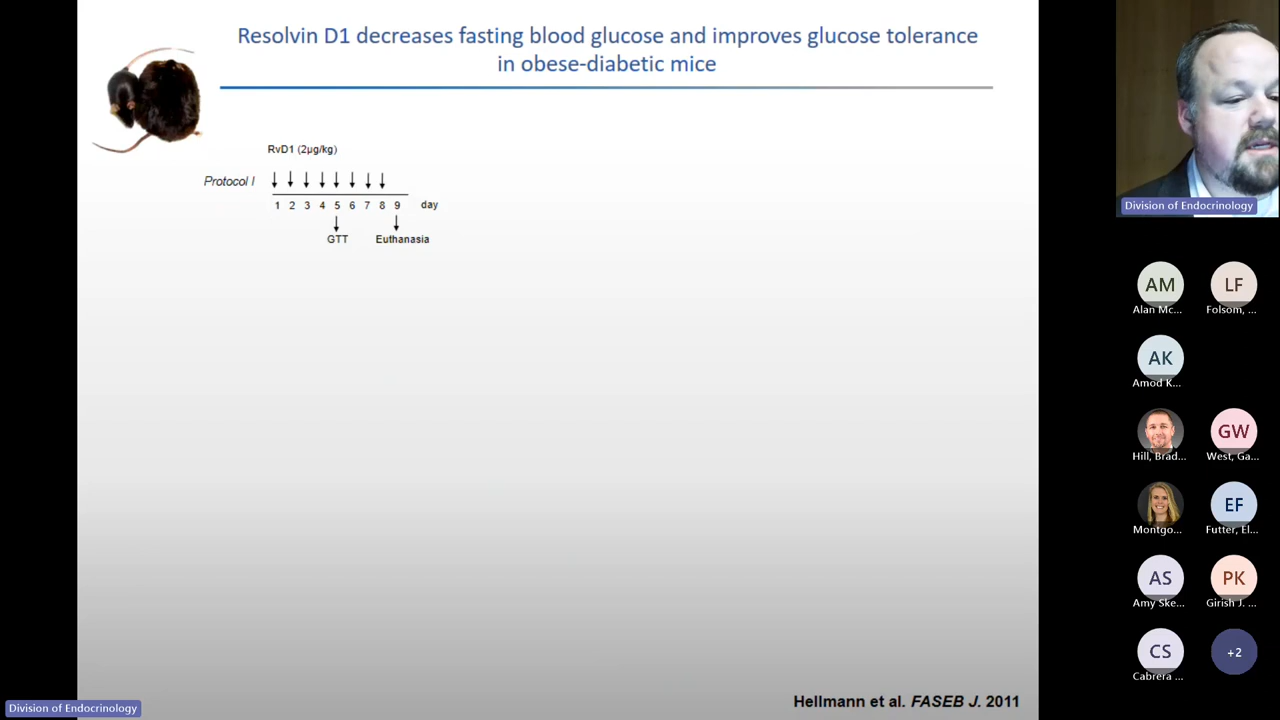 Resolvin D1 decreases fasting blood glucose and improves glucose tolerance
in obese-diabetic mice
RvD1 (2µg/kg)
Protocol I
1 2 3 4 5 6 7 8 9 day
GTT Euthanasia
Hellmann et al. FASEB J. 2011
Division of Endocrinology
Division of Endocrinology
AM LF
Alan Mc... Folsom, ...
AK
Amod K...
GW
Hill, Brad... West, Ga...
EF
Montgo... Futter, El...
AS PK
Amy Ske... Girish J. ...
CS +2
Cabrera ...